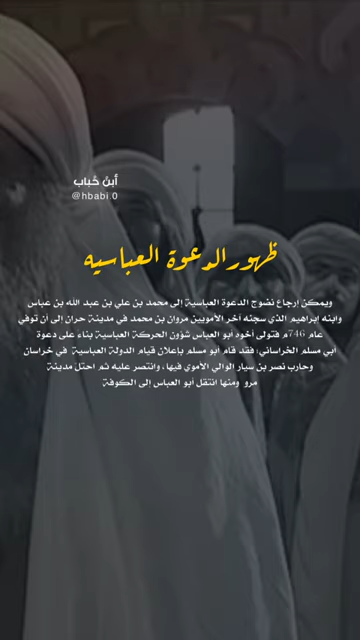 أبن حُباب
@hbabi.0
ظهور الدعوة العباسيه
ويمكن إرجاع نضوج الدعوة العباسية إلى محمد بن علي بن عبد الله بن عباس
وابنه إبراهيم الذي سجنه آخر الأمويين مروان بن محمد في مدينة حران إلى أن توفي
عام 746م فتولى أخوه أبو العباس شؤون الحركة العباسية بناء على دعوة
أبي مسلم الخراساني؛ فقد قام أبو مسلم بإعلان قيام الدولة العباسية في خراسان
وحارب نصر بن سيار الوالي الأموي فيها، وانتصر عليه ثم احتل مدينة
مرو ومنها انتقل أبو العباس إلى الكوفة